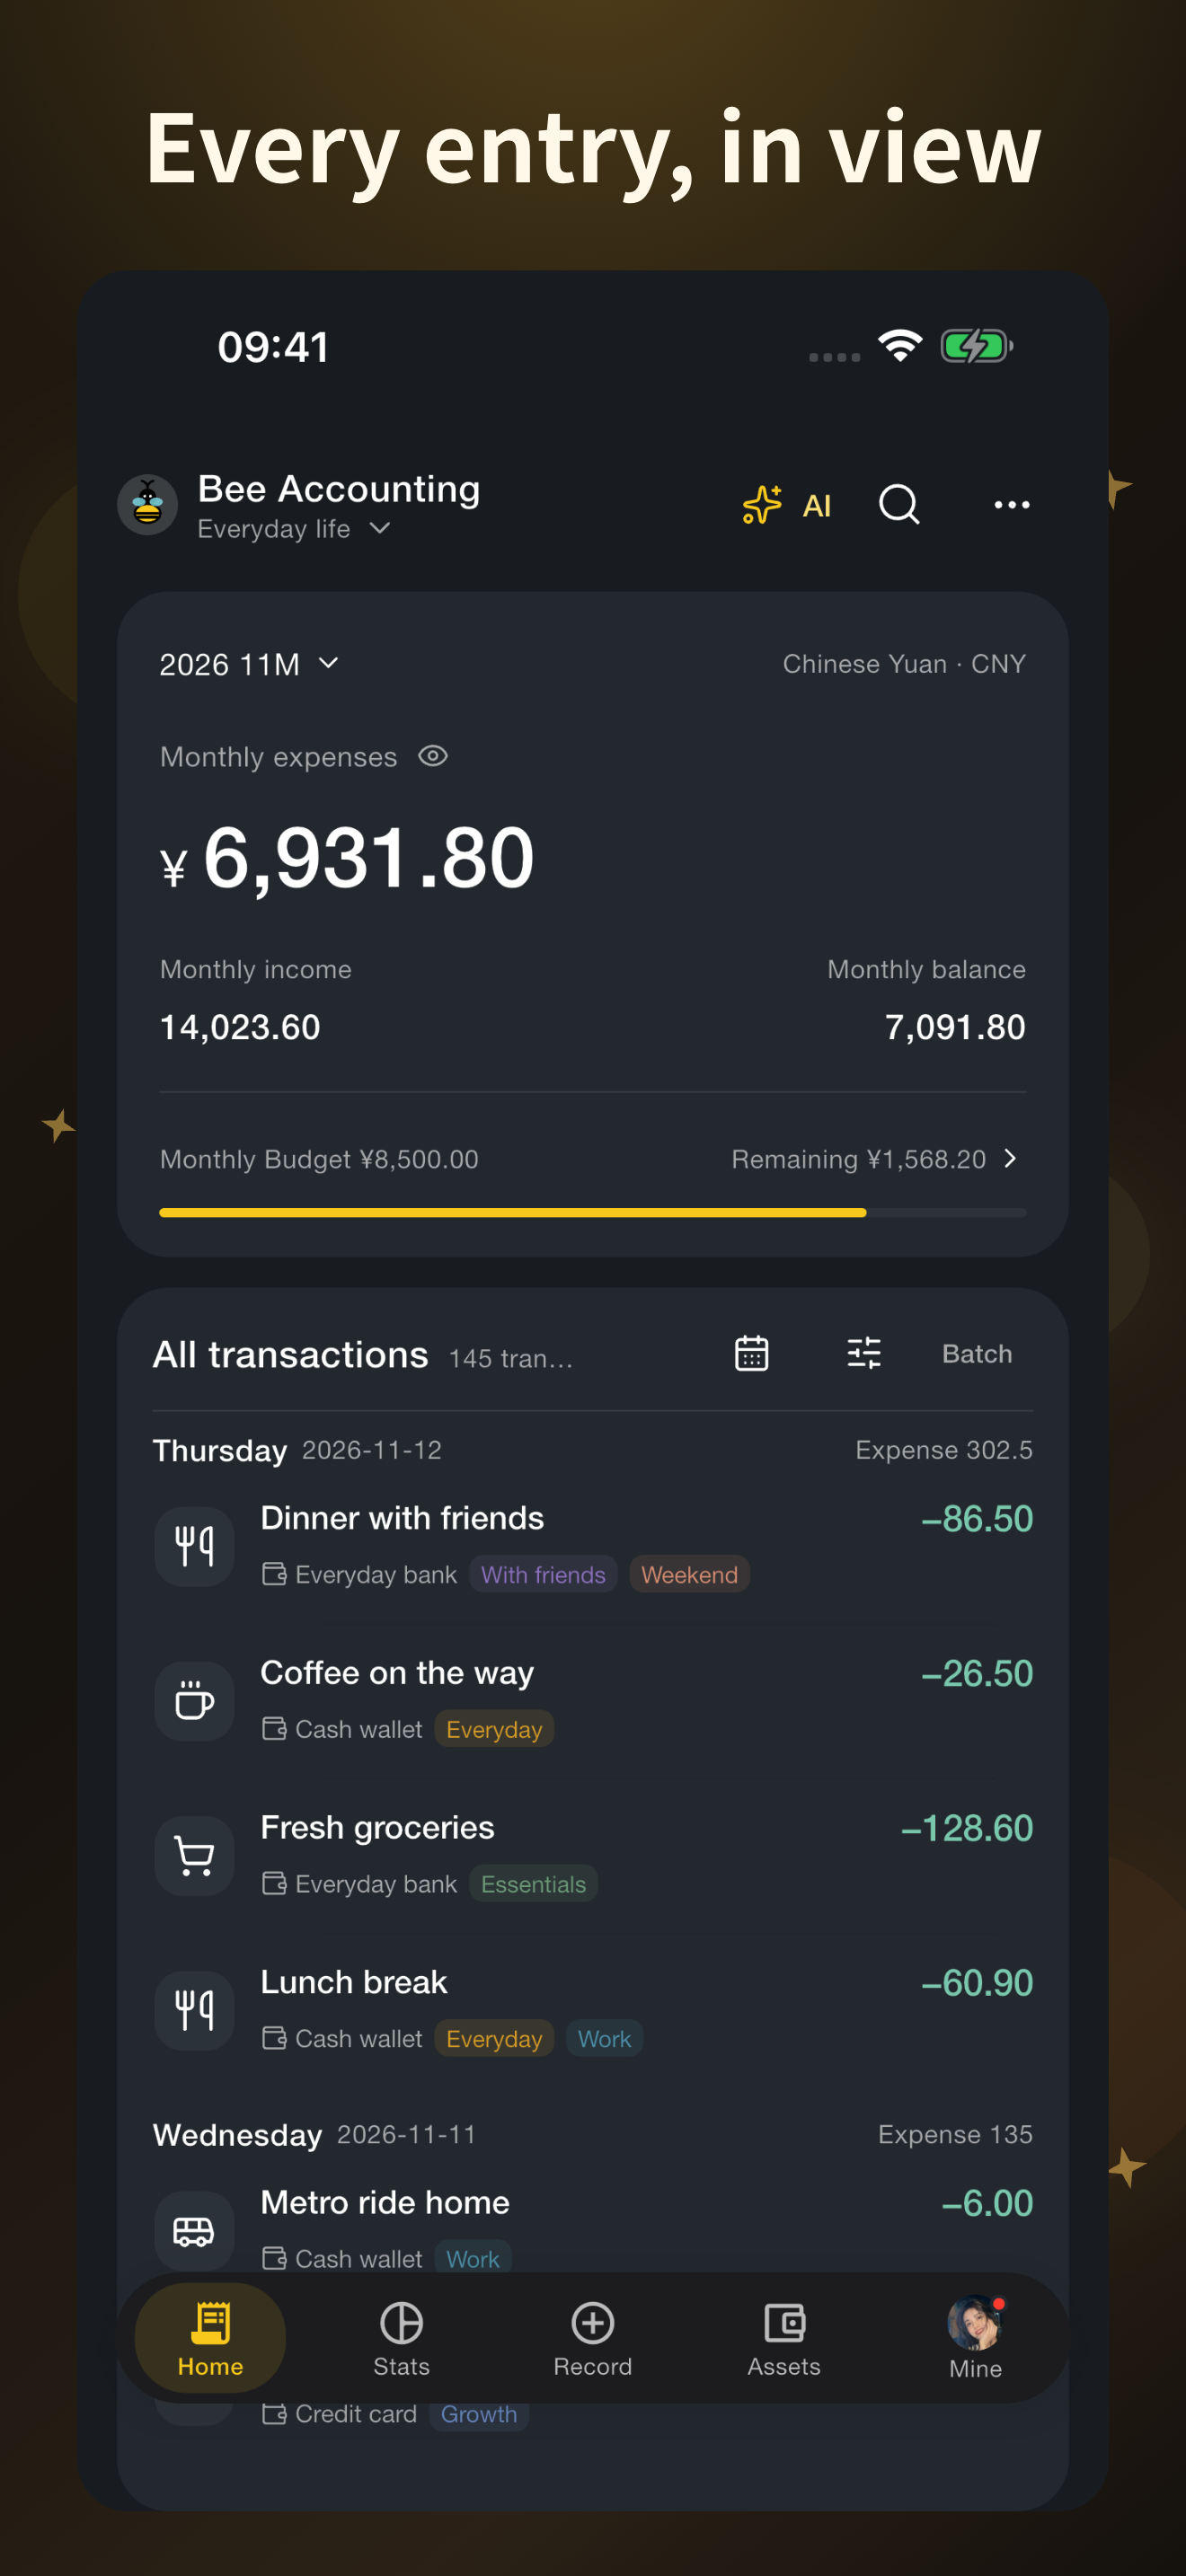 Every entry, in view
09:41
Bee Accounting
Everyday life
AI
2026 11M
Chinese Yuan · CNY
Monthly expenses
¥ 6,931.80
Monthly income
Monthly balance
14,023.60
7,091.80
Monthly Budget ¥8,500.00
Remaining ¥1,568.20
All transactions 145 tran...
Batch
Thursday 2026-11-12
Expense 302.5
Dinner with friends
–86.50
Everyday bank With friends Weekend
Coffee on the way
–26.50
Cash wallet Everyday
Fresh groceries
–128.60
Everyday bank Essentials
Lunch break
–60.90
Cash wallet Everyday Work
Wednesday 2026-11-11
Expense 135
Metro ride home
–6.00
Cash wallet Work
Home
Stats
Record
Assets
Mine
Credit card Growth